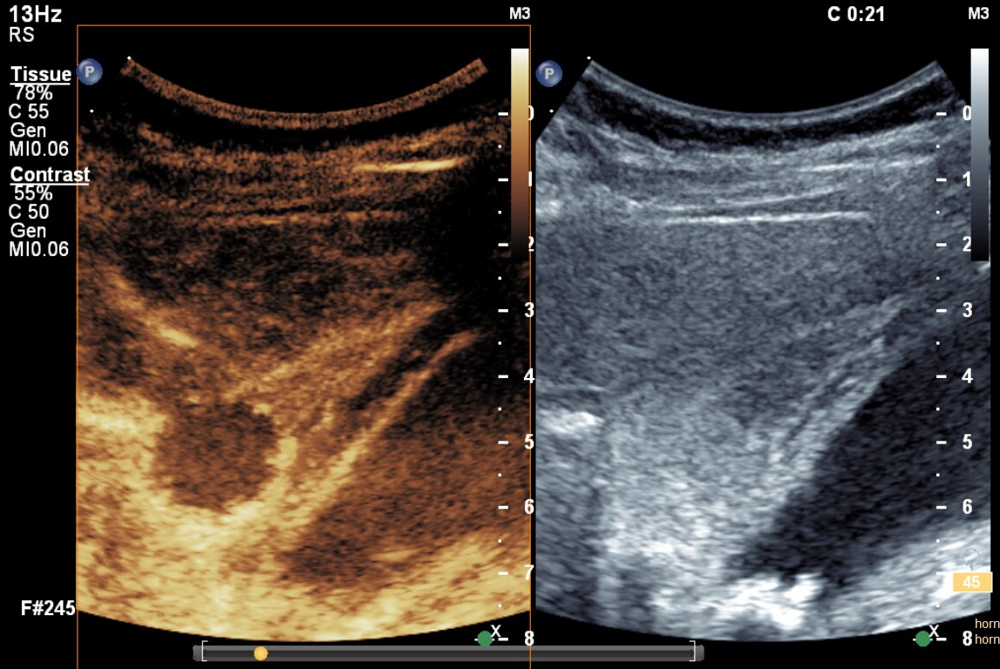 13Hz
RS
M3
C 0:21
M3
P
P
Tissue
78%
C 55
Gen
MI0.06
Contrast
55%
C 50
Gen
MI0.06
0
1
2
3
4
5
6
7
8
0
1
2
3
4
5
6
7
8
45
F#245
X
X
horn
horn